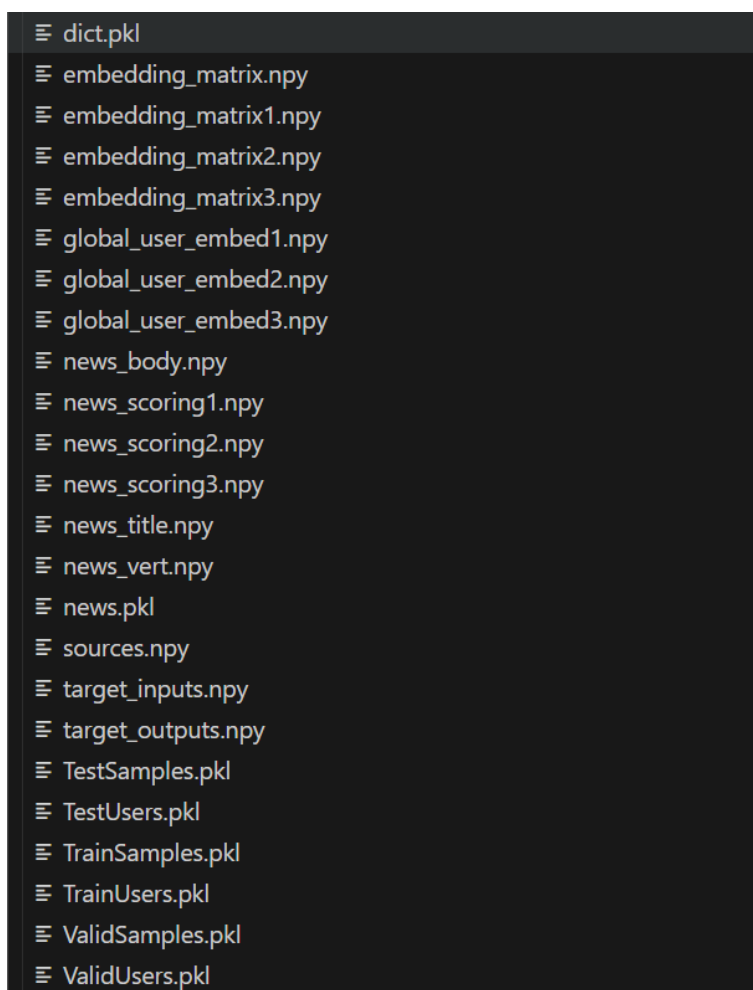 dict.pkl
embedding_matrix.npy
embedding_matrix1.npy
embedding_matrix2.npy
embedding_matrix3.npy
global_user_embed1.npy
global_user_embed2.npy
global_user_embed3.npy
news_body.npy
news_scoring1.npy
news_scoring2.npy
news_scoring3.npy
news_title.npy
news_vert.npy
news.pkl
sources.npy
target_inputs.npy
target_outputs.npy
TestSamples.pkl
TestUsers.pkl
TrainSamples.pkl
TrainUsers.pkl
ValidSamples.pkl
ValidUsers.pkl